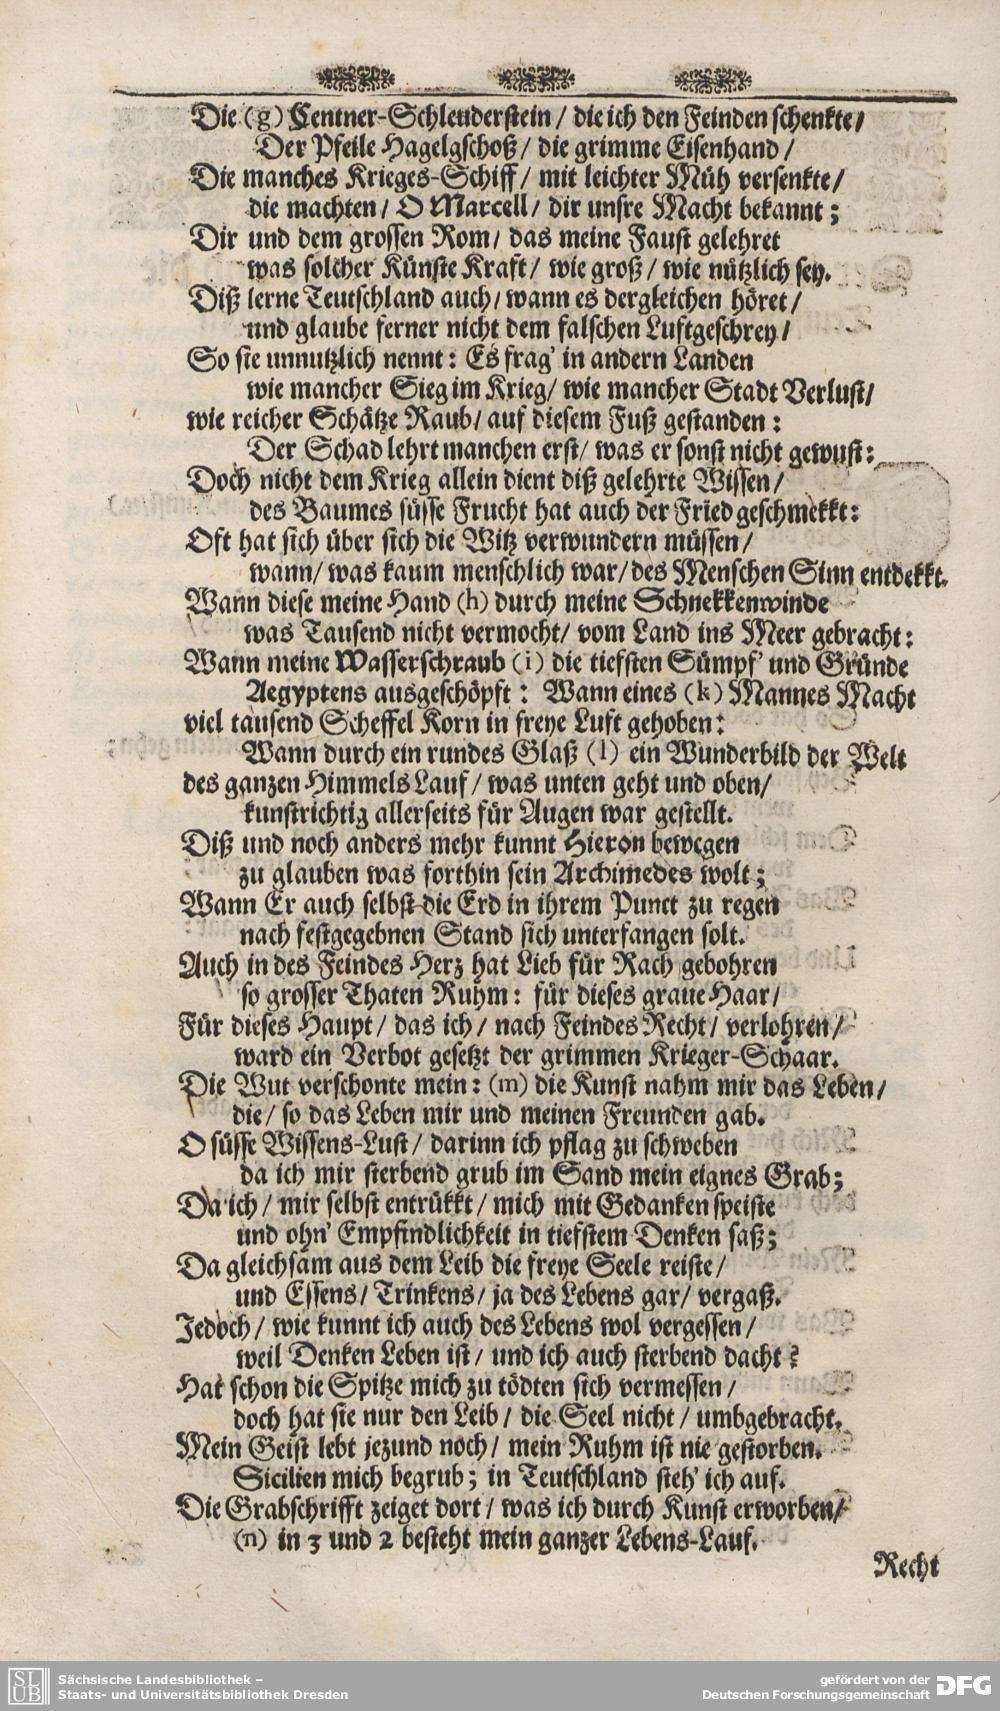 Die (g) Centner-Schleuderstein / die ich den Feinden schenkte /
Der Pfeile Hagelgschoß / die grimme Eisenhand /
Die manches Krieges-Schiff / mit leichter Müh versenkte /
die machten / O Marcell / dir unsre Macht bekannt ;
Dir und dem grossen Rom / das meine Faust gelehret
was solcher Künste Kraft / wie groß / wie nützlich sey.
Diß lerne Teutschland auch / wann es dergleichen höret /
und glaube ferner nicht dem falschen Luftgeschrey /
So sie unnutzlich nennt : Es frag' in andern Landen
wie mancher Sieg im Krieg / wie mancher Stadt Verlust /
wie reicher Schätze Raub / auf diesem Fuß gestanden :
Der Schad lehrt manchen erst / was er sonst nicht gewust :
Doch nicht dem Krieg allein dient diß gelehrte Wissen /
des Baumes süsse Frucht hat auch der Fried geschmekkt :
Oft hat sich über sich die Witz verwundern müssen /
wann / was kaum menschlich war / des Menschen Sinn entdekkt.
Wann diese meine Hand (h) durch meine Schnekkenwinde
was Tausend nicht vermocht / vom Land ins Meer gebracht :
Wann meine Wasserschraub (i) die tiefsten Sümpf' und Gründe
Aegyptens ausgeschöpft : Wann eines (k) Mannes Macht
viel tausend Scheffel Korn in freye Luft gehoben :
Wann durch ein rundes Glaß (l) ein Wunderbild der Welt
des ganzen Himmels Lauf / was unten geht und oben /
kunstrichtig allerseits für Augen war gestellt.
Diß und noch anders mehr kunnt Hieron bewegen
zu glauben was forthin sein Archimedes wolt ;
Wann Er auch selbst die Erd in ihrem Punct zu regen
nach festgegebnen Stand sich unterfangen solt.
Auch in des Feindes Herz hat Lieb für Rach gebohren
so grosser Thaten Ruhm : für dieses graue Haar /
Für dieses Haupt / das ich / nach Feindes Recht / verlohren /
ward ein Verbot gesetzt der grimmen Krieger-Schaar.
Die Wut verschonte mein : (m) die Kunst nahm mir das Leben /
die / so das Leben mir und meinen Freunden gab.
O süsse Wissens-Lust / darinn ich pflag zu schweben
da ich mir sterbend grub im Sand mein eignes Grab ;
Da ich / mir selbst entrükkt / mich mit Gedanken speiste
und ohn' Empfindlichkeit in tiefstem Denken saß ;
Da gleichsam aus dem Leib die freye Seele reiste /
und Essens / Trinkens / ja des Lebens gar / vergaß.
Jedoch / wie kunnt ich auch des Lebens wol vergessen /
weil Denken Leben ist / und ich auch sterbend dacht ?
Hat schon die Spitze mich zu tödten sich vermessen /
doch hat sie nur den Leib / die Seel nicht / umbgebracht.
Mein Geist lebt jezund noch / mein Ruhm ist nie gestorben.
Sicilien mich begrub ; in Teutschland steh' ich auf.
Die Grabschrifft zeiget dort / was ich durch Kunst erworben /
(n) in 3 und 2 besteht mein ganzer Lebens-Lauf.
Recht
SLUB Sächsische Landesbibliothek – gefördert von der
Staats- und Universitätsbibliothek Dresden Deutschen Forschungsgemeinschaft DFG